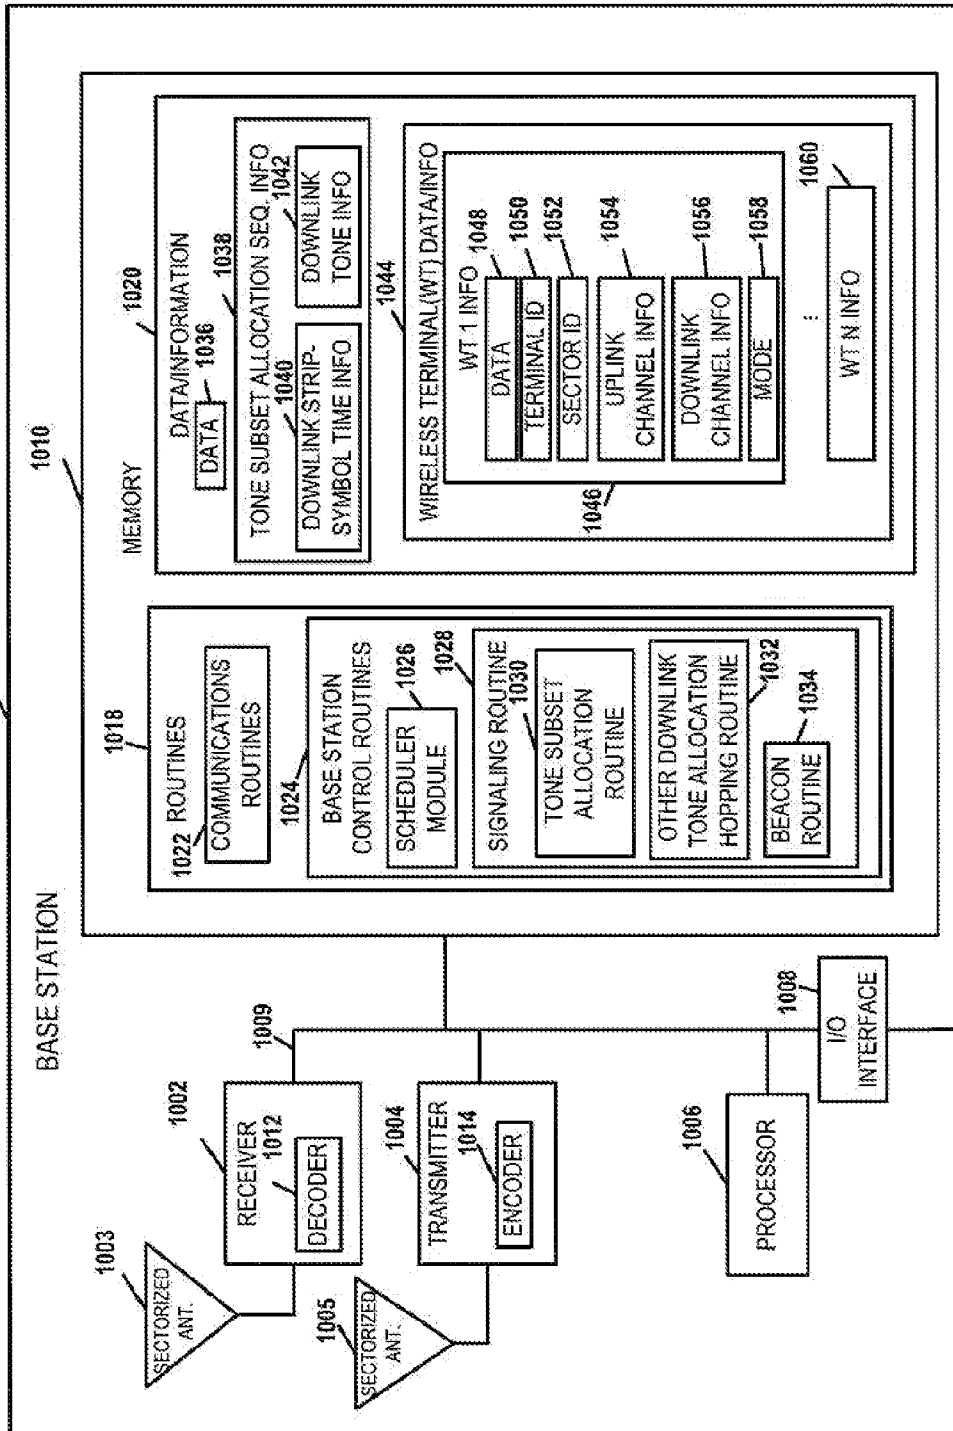 BASE STATION
1010
MEMORY
1003
SECTORIZED
ANT.
1002
RECEIVER
1012
DECODER
1009
1005
SECTORIZED
ANT.
1004
TRANSMITTER
1014
ENCODER
1006
PROCESSOR
1008
I/O
INTERFACE
1018
ROUTINES
1022
COMMUNICATIONS
ROUTINES
1024
BASE STATION
CONTROL ROUTINES
1026
SCHEDULER
MODULE
1028
SIGNALING ROUTINE
1030
TONE SUBSET
ALLOCATION
ROUTINE
OTHER DOWNLINK
TONE ALLOCATION
HOPPING ROUTINE
1032
1034
BEACON
ROUTINE
1020
DATA/INFORMATION
1036
DATA
1038
TONE SUBSET ALLOCATION SEQ. INFO
1040
DOWNLINK STRIP-
SYMBOL TIME INFO
1042
DOWNLINK
TONE INFO
1044
WIRELESS TERMINAL(WT) DATA/INFO
1046
WT 1 INFO
1048
DATA
1050
TERMINAL ID
1052
SECTOR ID
1054
UPLINK
CHANNEL INFO
1056
DOWNLINK
CHANNEL INFO
1058
MODE
...
1060
WT N INFO